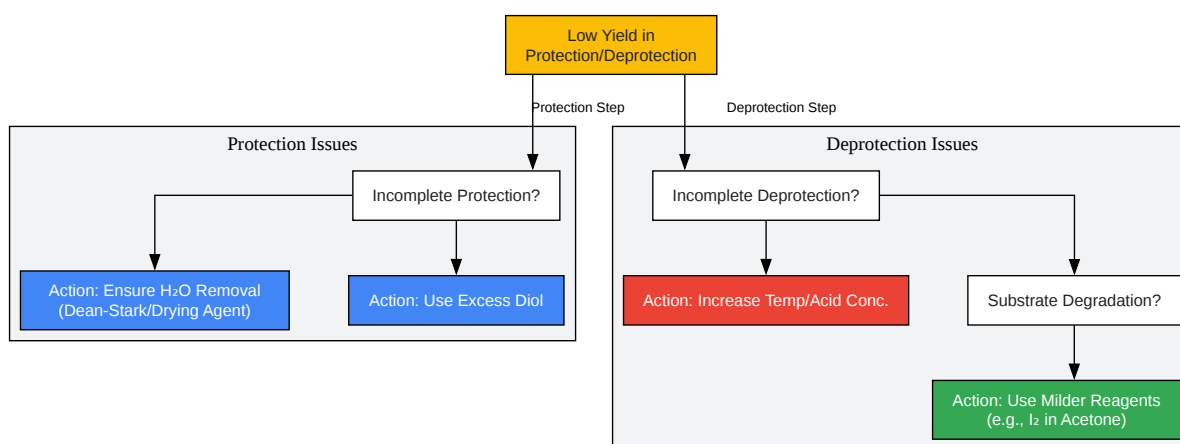 Low Yield in
Protection/Deprotection
Protection Step
Deprotection Step
Protection Issues
Deprotection Issues
Incomplete Protection?
Incomplete Deprotection?
Action: Ensure H₂O Removal
(Dean-Stark/Drying Agent)
Action: Use Excess Diol
Action: Increase Temp/Acid Conc.
Substrate Degradation?
Action: Use Milder Reagents
(e.g., I₂ in Acetone)